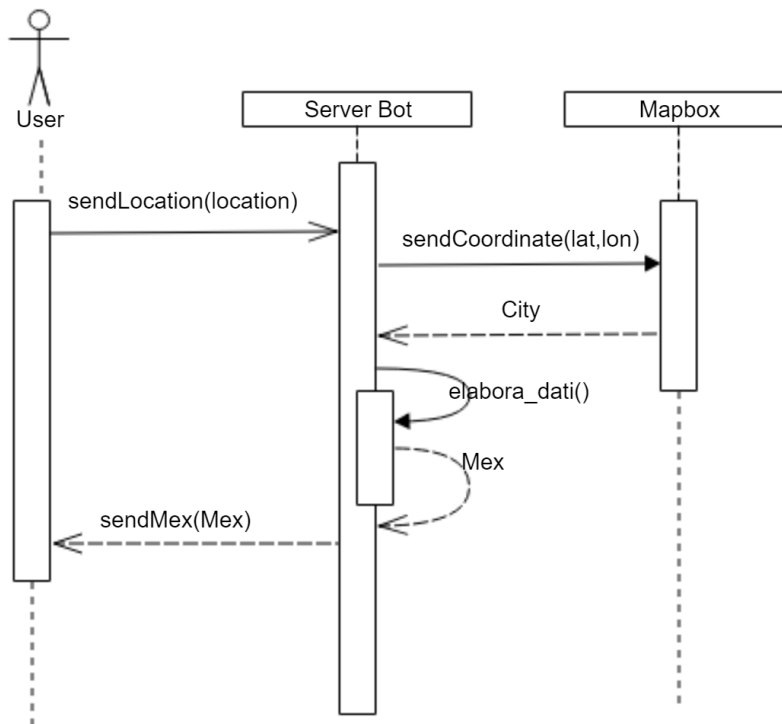 User
Server Bot
Mapbox
sendLocation(location)
sendCoordinate(lat,lon)
City
elabora_dati()
Mex
sendMex(Mex)